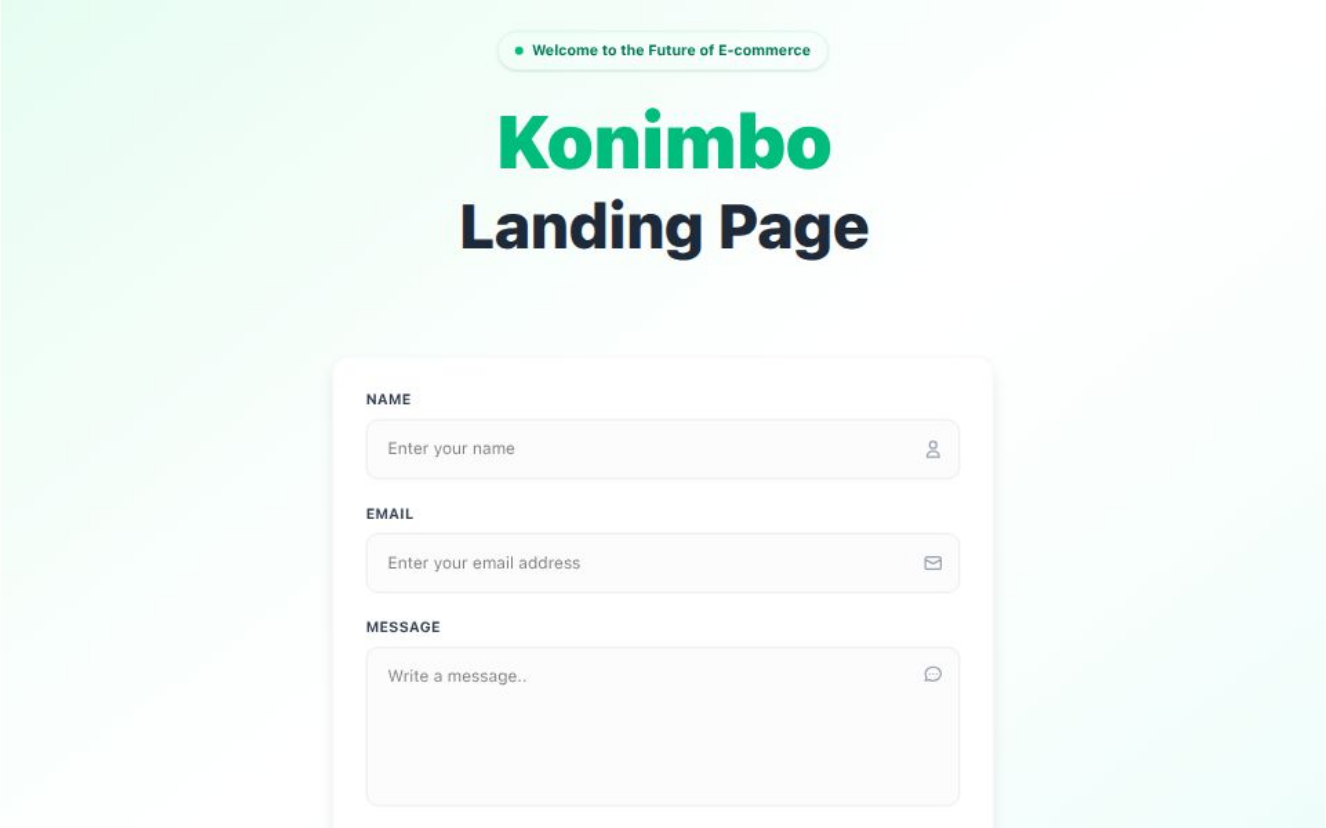 Welcome to the Future of E-commerce
Konimbo
Landing Page
NAME
Enter your name
EMAIL
Enter your email address
MESSAGE
Write a message..